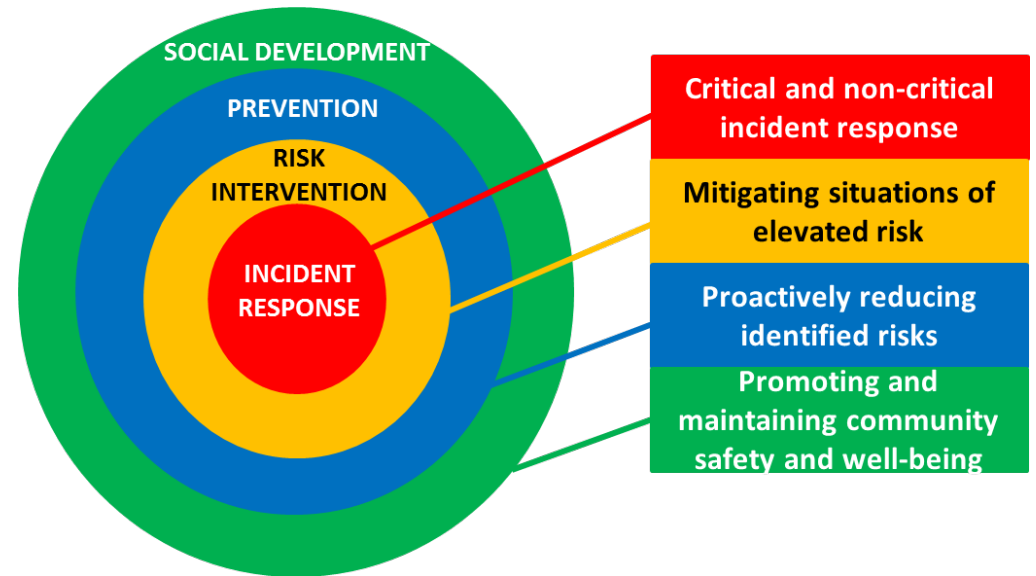 SOCIAL DEVELOPMENT
PREVENTION
RISK
INTERVENTION
INCIDENT
RESPONSE
Critical and non-critical
incident response
Mitigating situations of
elevated risk
Proactively reducing
identified risks
Promoting and
maintaining community
safety and well-being